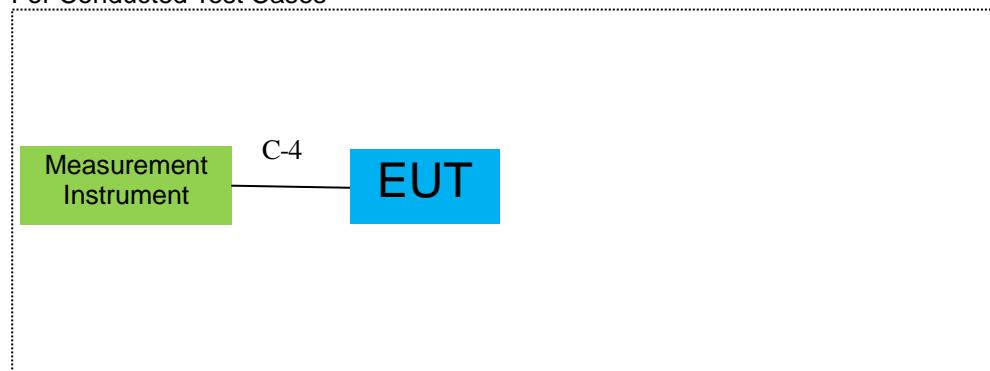 For Conducted Test Cases
C-4
Measurement
Instrument
EUT